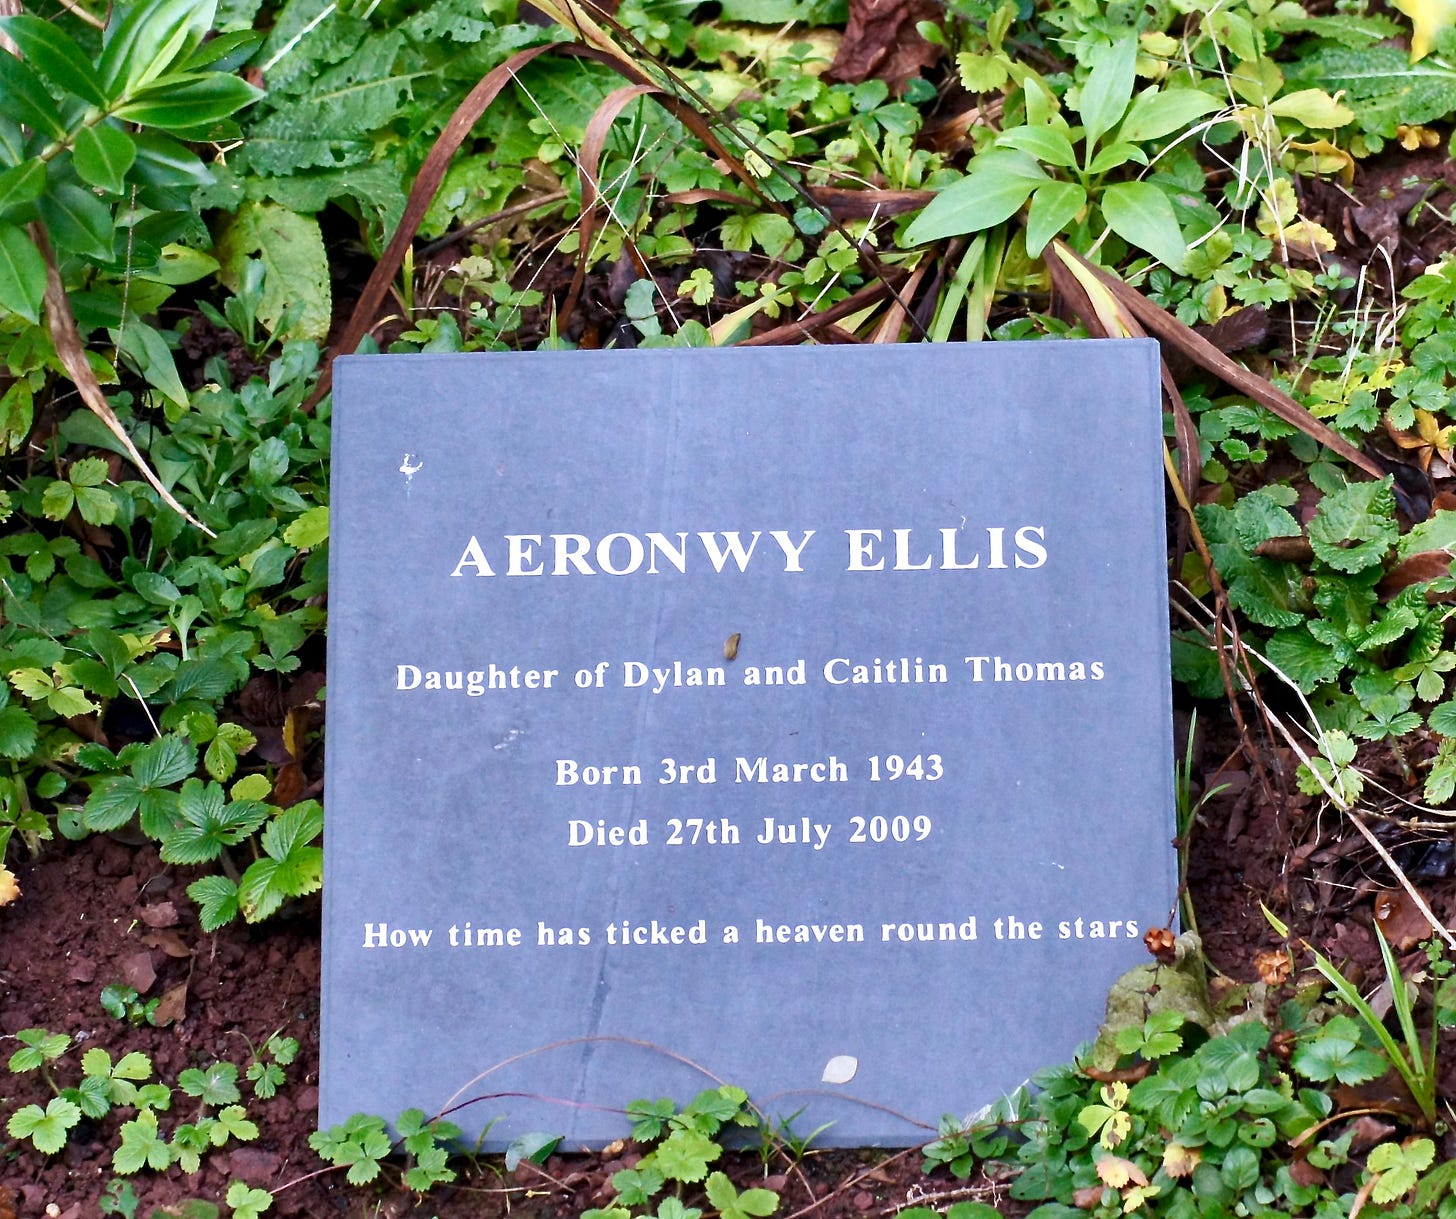 AERONWY ELLIS
Daughter of Dylan and Caitlin Thomas
Born 3rd March 1943
Died 27th July 2009
How time has ticked a heaven round the stars